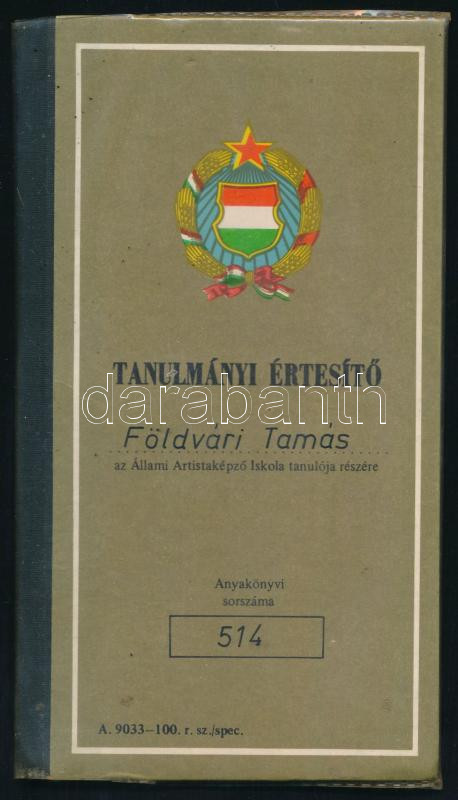 TANULMÁNYI ÉRTESÍTŐ
darabanth
Földvári Tamás
az Állami Artistaképző Iskola tanulója részére
Anyakönyvi
sorszáma
514
A. 9033—100. r. sz./spec.